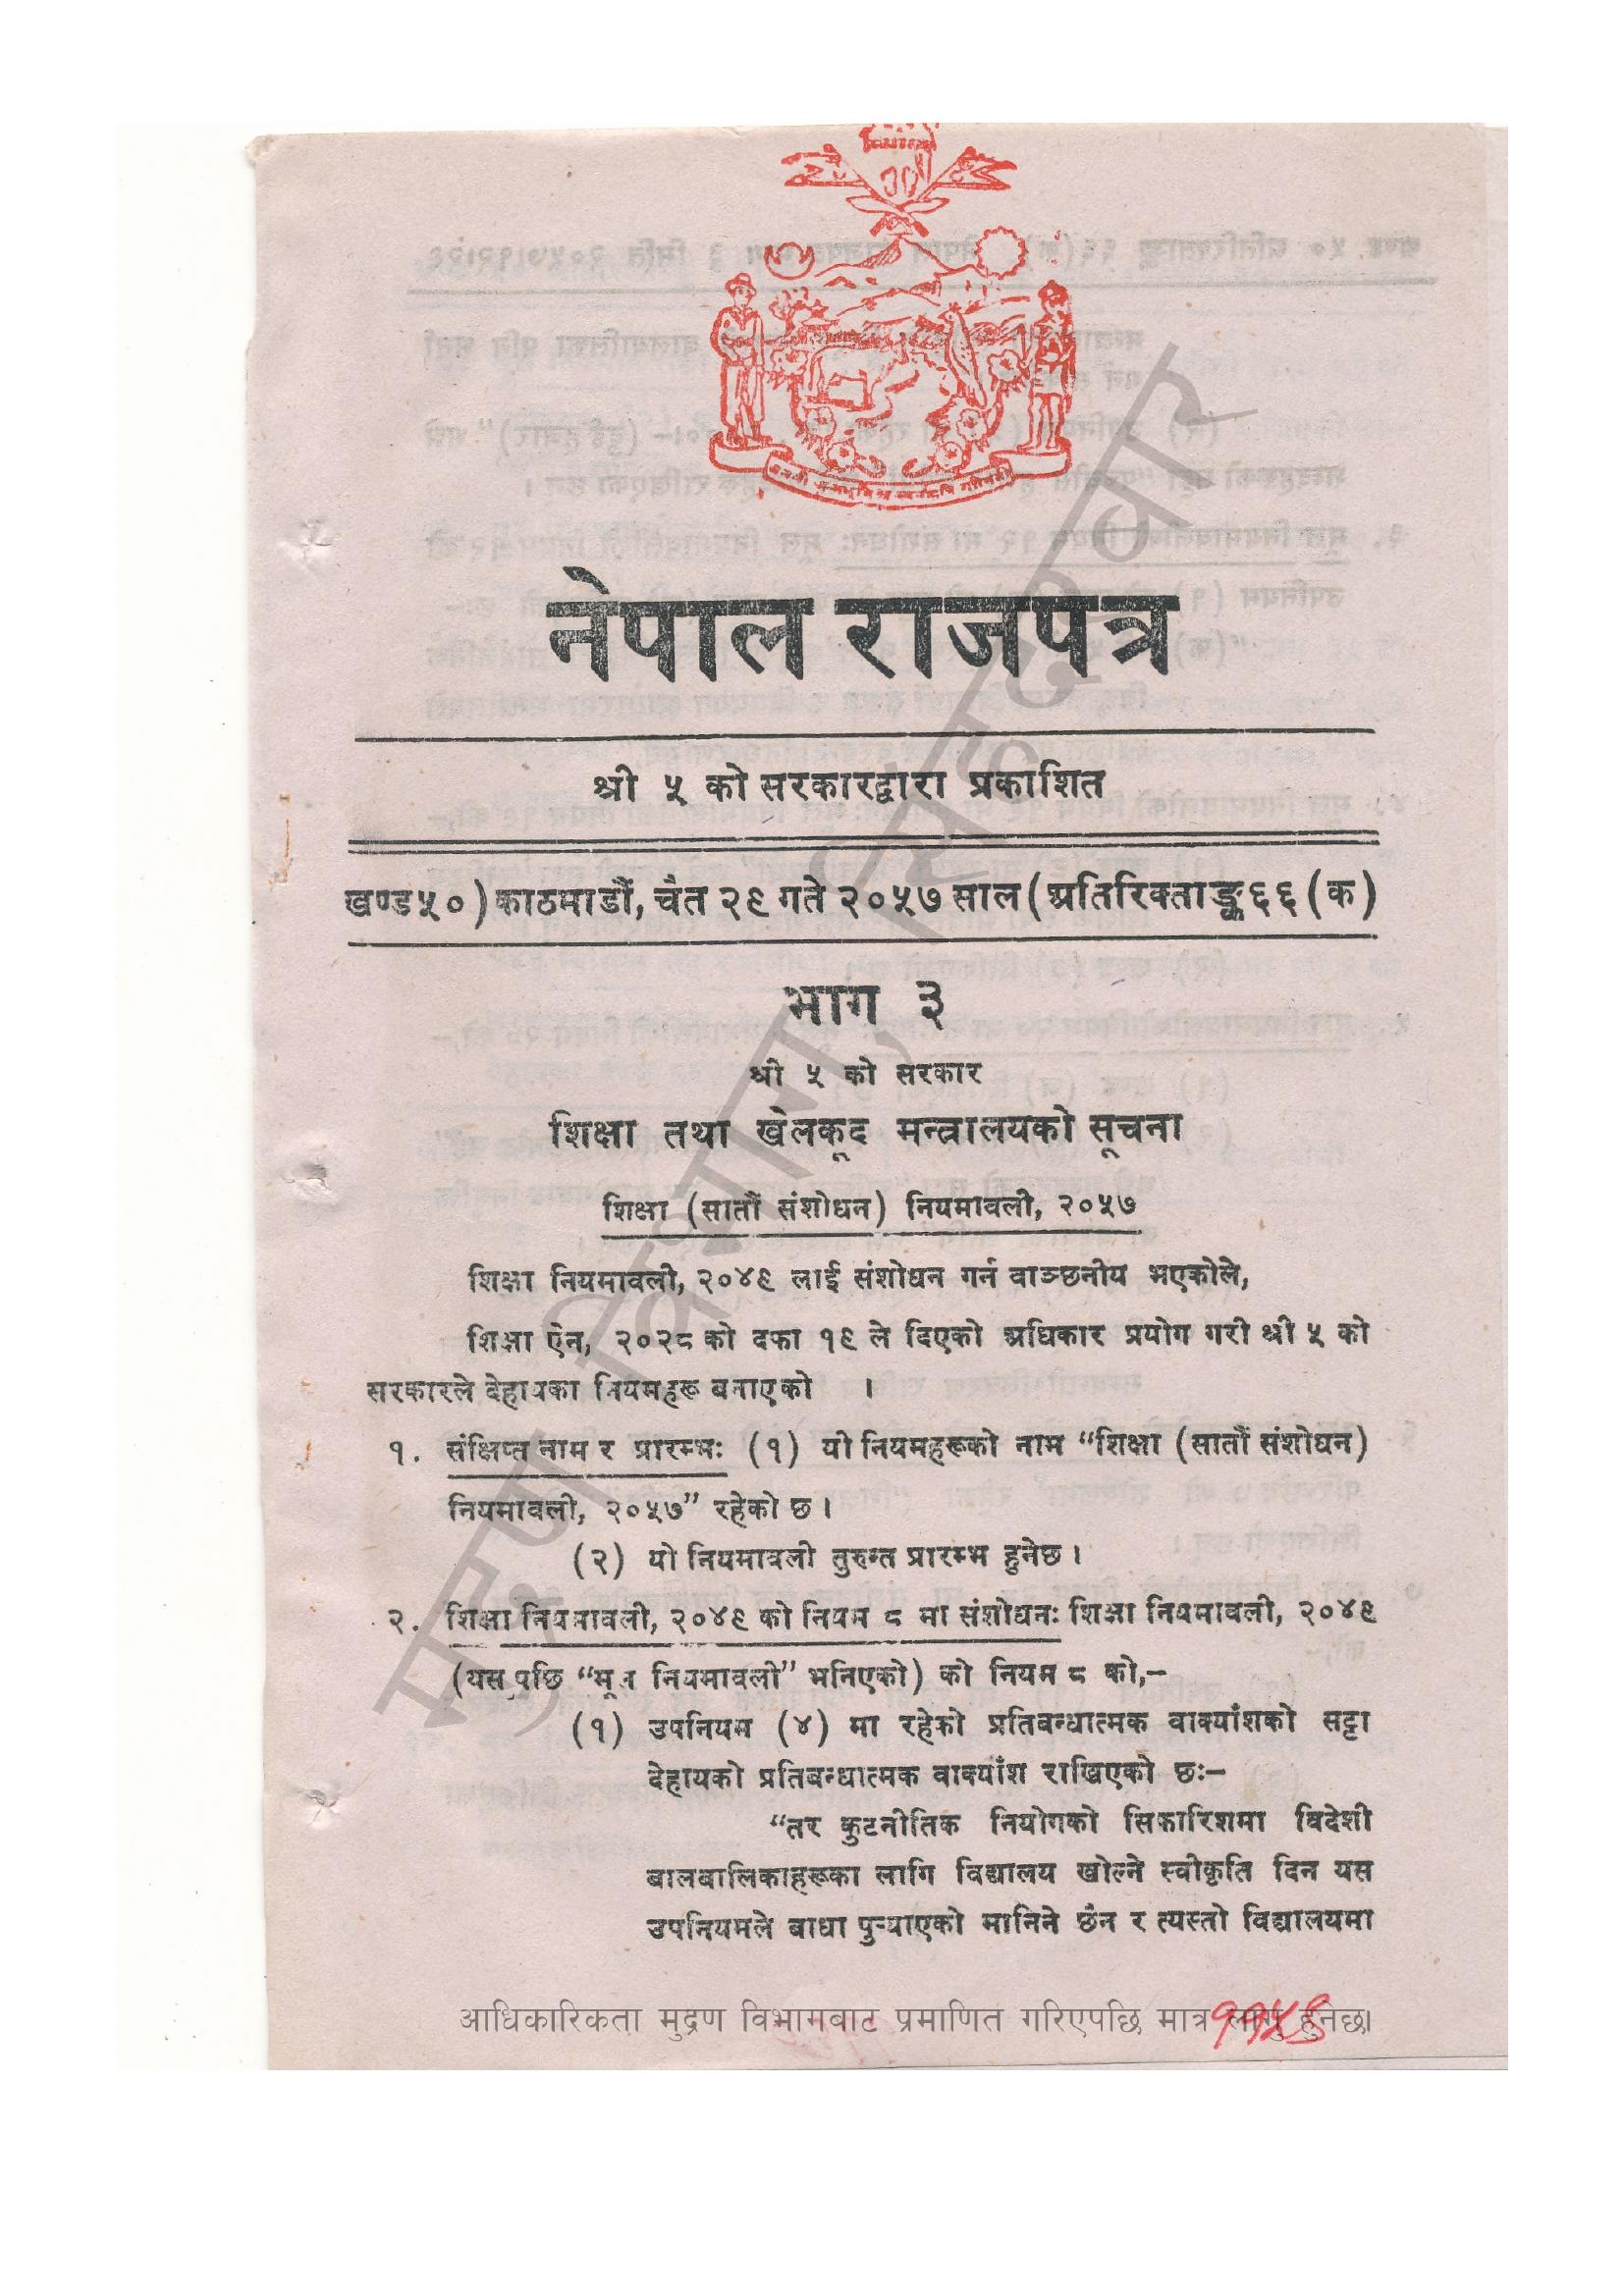 नेपाल राजपत्र
श्री ५ को सरकारद्वारा प्रकाशित
खण्ड ५०) काठमाडौं, चैत २९ गते २०५७ साल (अतिरिक्ताङ्क ६६ (क)
भाग ३
श्री ५ को सरकार
शिक्षा तथा खेलकूद मन्त्रालयको सूचना
शिक्षा (सातौं संशोधन) नियमावली, २०५७
शिक्षा नियमावली, २०४९ लाई संशोधन गर्न वाञ्छनीय भएकोले,
शिक्षा ऐन, २०२८ को दफा १९ ले दिएको अधिकार प्रयोग गरी श्री ५ को
सरकारले देहायका नियमहरू बनाएको ।
१. संक्षिप्त नाम र प्रारम्भः (१) यी नियमहरूको नाम “शिक्षा (सातौं संशोधन)
नियमावली, २०५७” रहेको छ ।
(२) यो नियमावली तुरुन्त प्रारम्भ हुनेछ ।
२. शिक्षा नियमावली, २०४९ को नियम ८ मा संशोधनः शिक्षा नियमावली, २०४९
(यस पछि “मूल नियमावली” भनिएको) को नियम ८ को,–
(१) उपनियम (४) मा रहेको प्रतिबन्धात्मक वाक्यांशको सट्टा
देहायको प्रतिबन्धात्मक वाक्यांश राखिएको छः–
“तर कुटनीतिक नियोगको सिफारिशमा विदेशी
बालबालिकाहरूका लागि विद्यालय खोल्ने स्वीकृति दिन यस
उपनियमले बाधा पुऱ्याएको मानिने छैन र त्यस्तो विद्यालयमा
आधिकारिकता मुद्रण विभागबाट प्रमाणित गरिएपछि मात्र लागु हुनेछ।
मुद्रण विभाग, सिंहदरबार